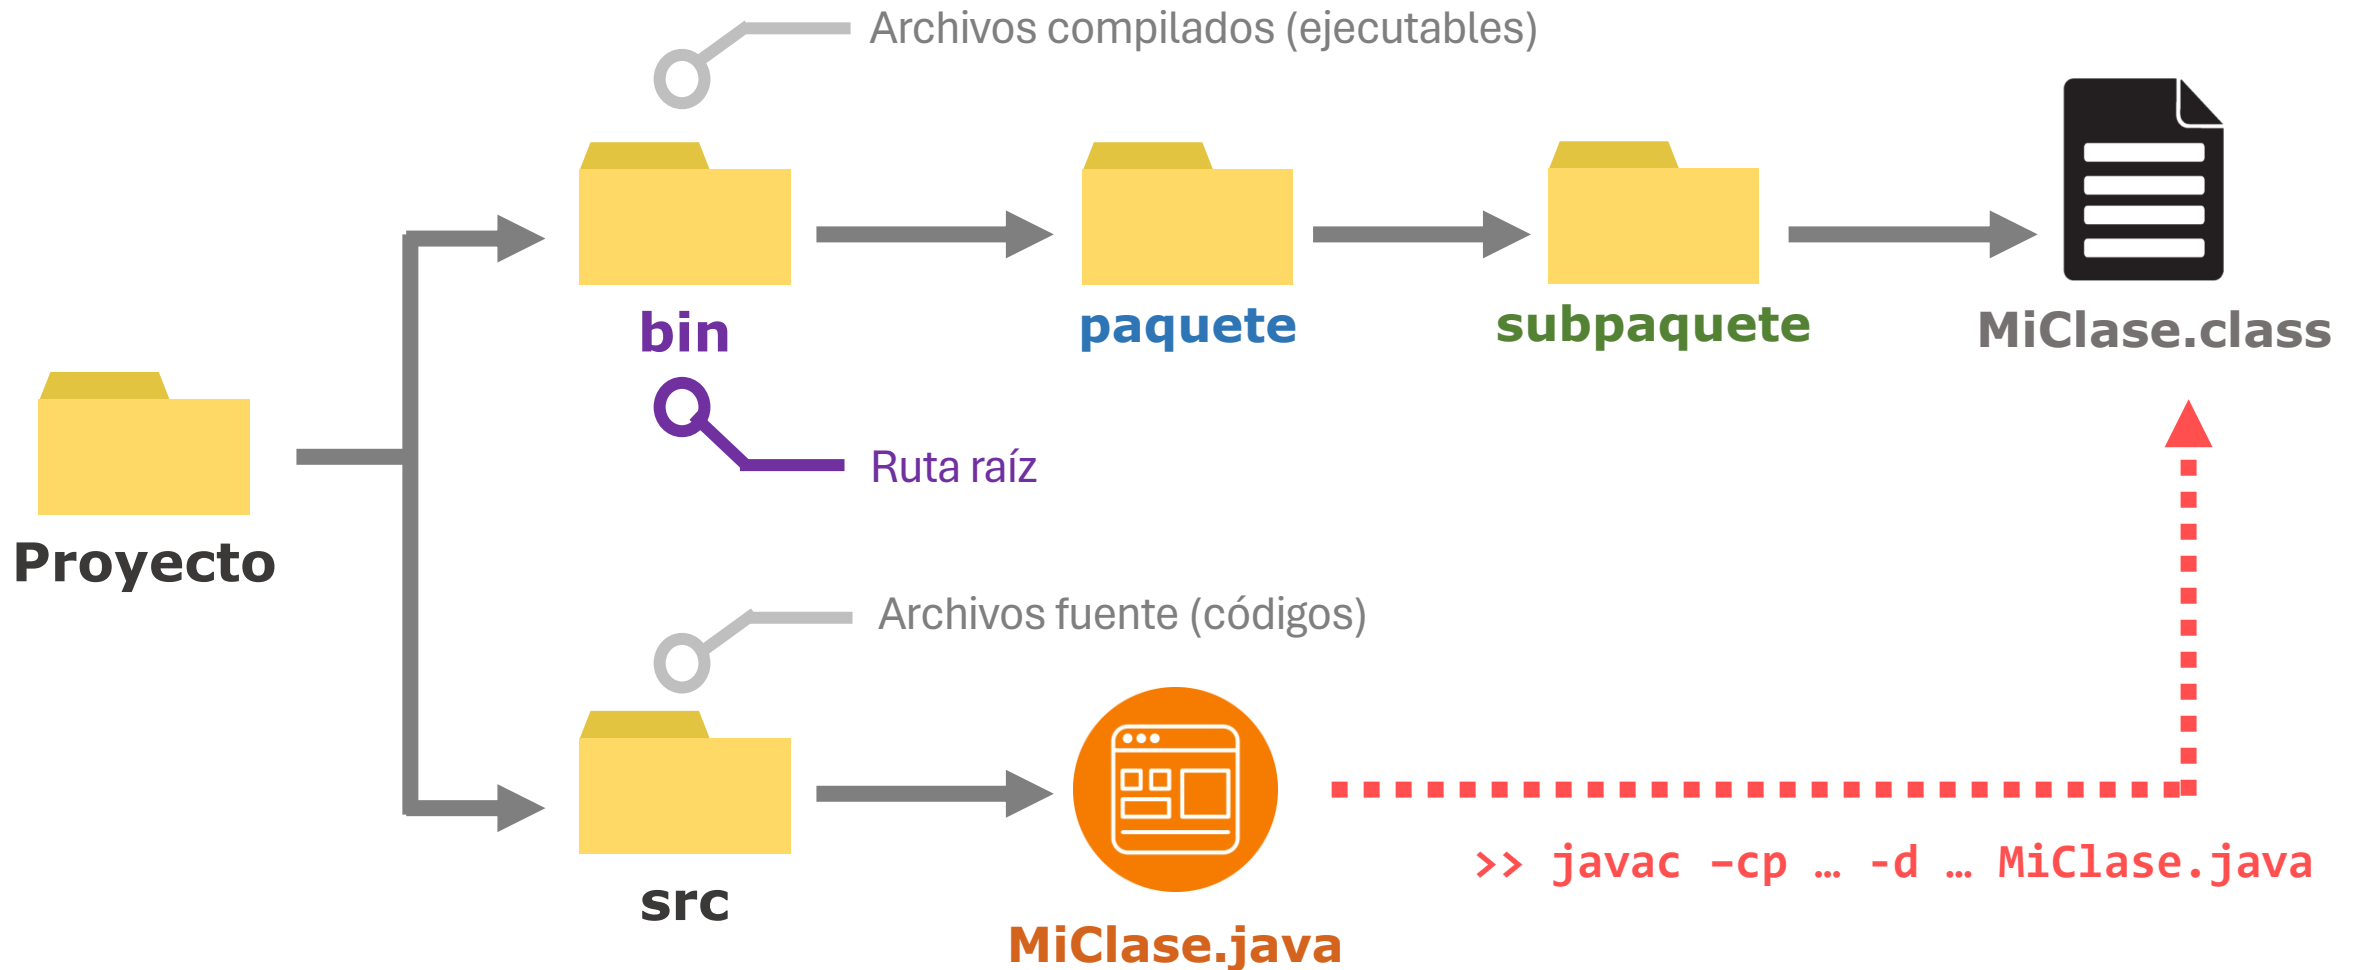 Archivos compilados (ejecutables)
bin
paquete
subpaquete
MiClase.class
Ruta raíz
Proyecto
Archivos fuente (códigos)
>> javac –cp … -d … MiClase.java
src
MiClase.java